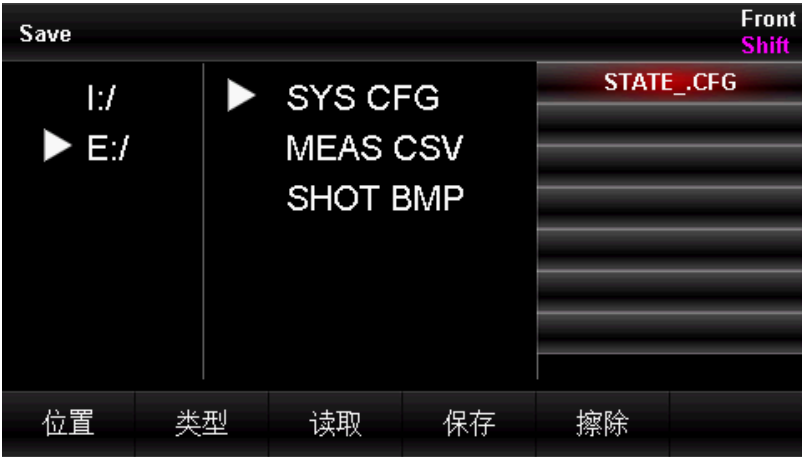 Save
Front
Shift
I:/
E:/
SYS CFG
MEAS CSV
SHOT BMP
STATE_.CFG
位置 类型 读取 保存 擦除